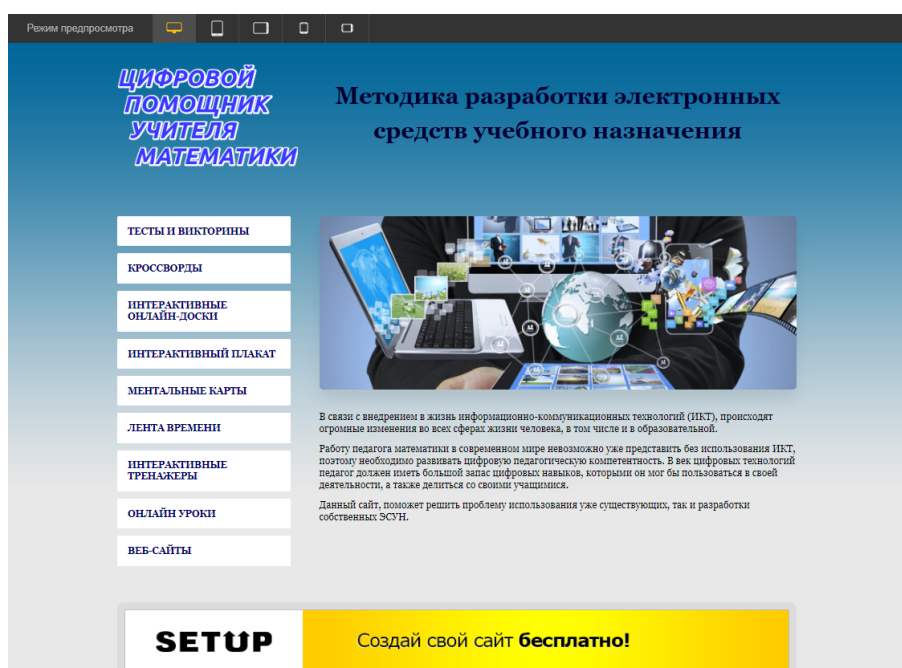 Режим предпросмотра
ЦИФРОВОЙ
ПОМОЩНИК
УЧИТЕЛЯ
МАТЕМАТИКИ
Методика разработки электронных
средств учебного назначения
ТЕСТЫ И ВИКТОРИНЫ
КРОССВОРДЫ
ИНТЕРАКТИВНЫЕ
ОНЛАЙН-ДОСКИ
ИНТЕРАКТИВНЫЙ ПЛАКАТ
МЕНТАЛЬНЫЕ КАРТЫ
ЛЕНТА ВРЕМЕНИ
ИНТЕРАКТИВНЫЕ
ТРЕНАЖЕРЫ
ОНЛАЙН УРОКИ
ВЕБ-САЙТЫ
В связи с внедрением в жизнь информационно-коммуникационных технологий (ИКТ), происходят
огромные изменения во всех сферах жизни человека, в том числе и в образовательной.
Работу педагога математики в современном мире невозможно уже представить без использования ИКТ,
поэтому необходимо развивать цифровую педагогическую компетентность. В век цифровых технологий
педагог должен иметь большой запас цифровых навыков, которыми он мог бы пользоваться в своей
деятельности, а также делиться со своими учащимися.
Данный сайт, поможет решить проблему использования уже существующих, так и разработки
собственных ЭСУН.
SETUP
Создай свой сайт бесплатно!